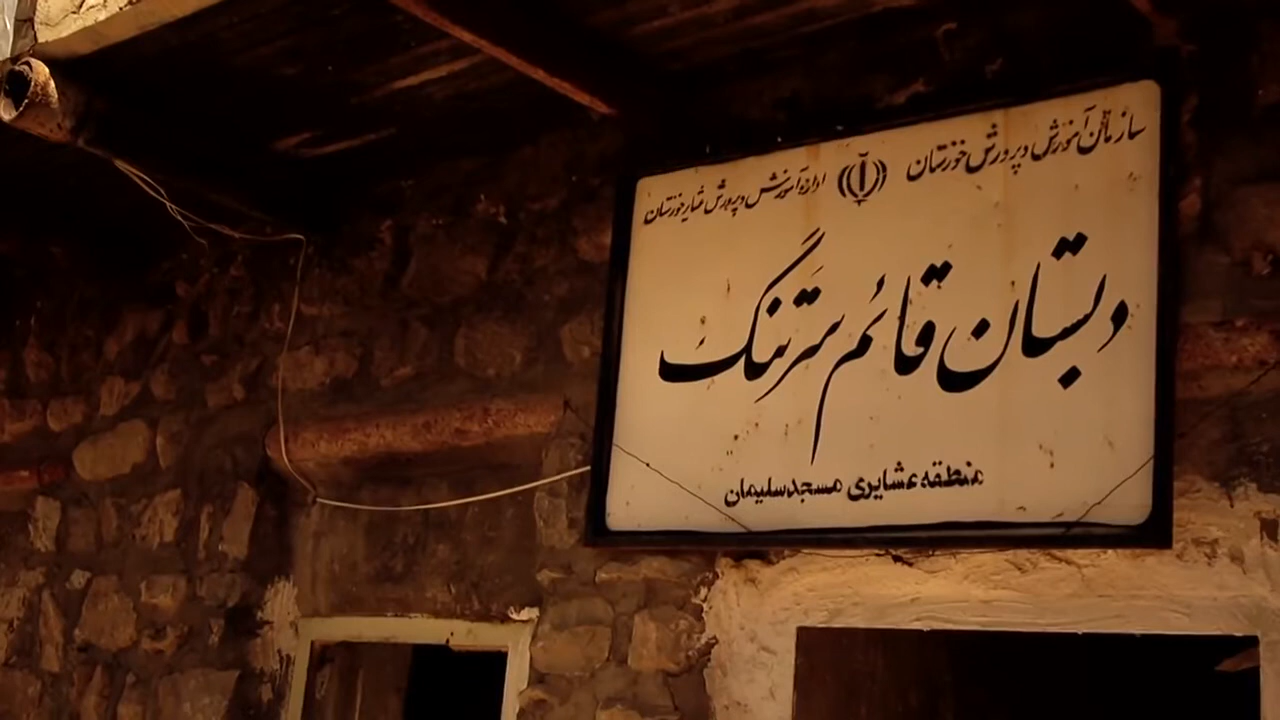 سازمان آموزش و پرورش خوزستان
اداره آموزش و پرورش عشایر خوزستان
دبستان قائم سرتنگ
منطقه عشایری مسجدسلیمان